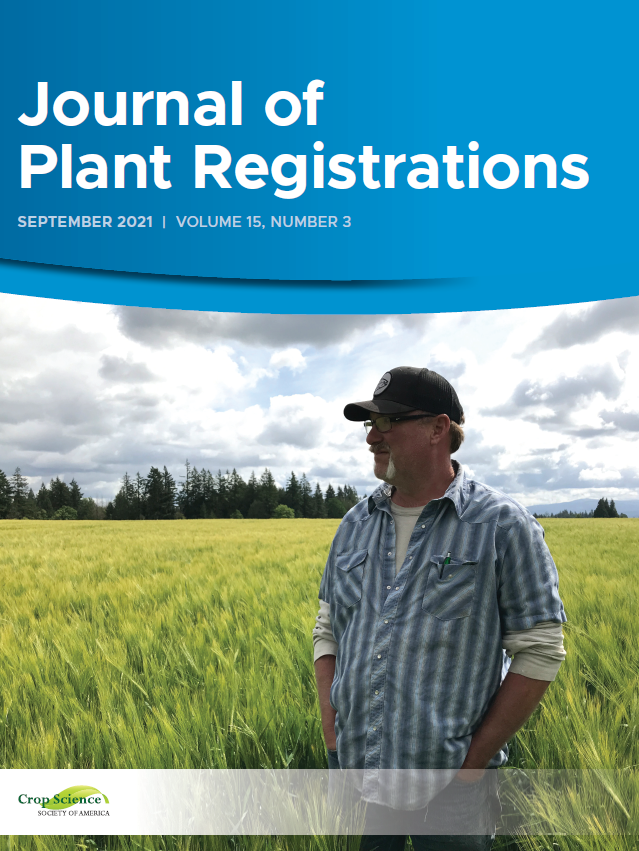 Journal of
Plant Registrations
SEPTEMBER 2021 | VOLUME 15, NUMBER 3
Crop Science
SOCIETY OF AMERICA